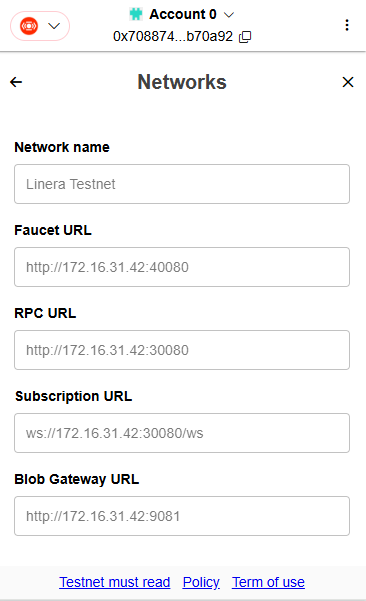 Account 0
0x708874...b70a92
Networks
Network name
Linera Testnet
Faucet URL
http://172.16.31.42:40080
RPC URL
http://172.16.31.42:30080
Subscription URL
ws://172.16.31.42:30080/ws
Blob Gateway URL
http://172.16.31.42:9081
Testnet must read Policy Term of use